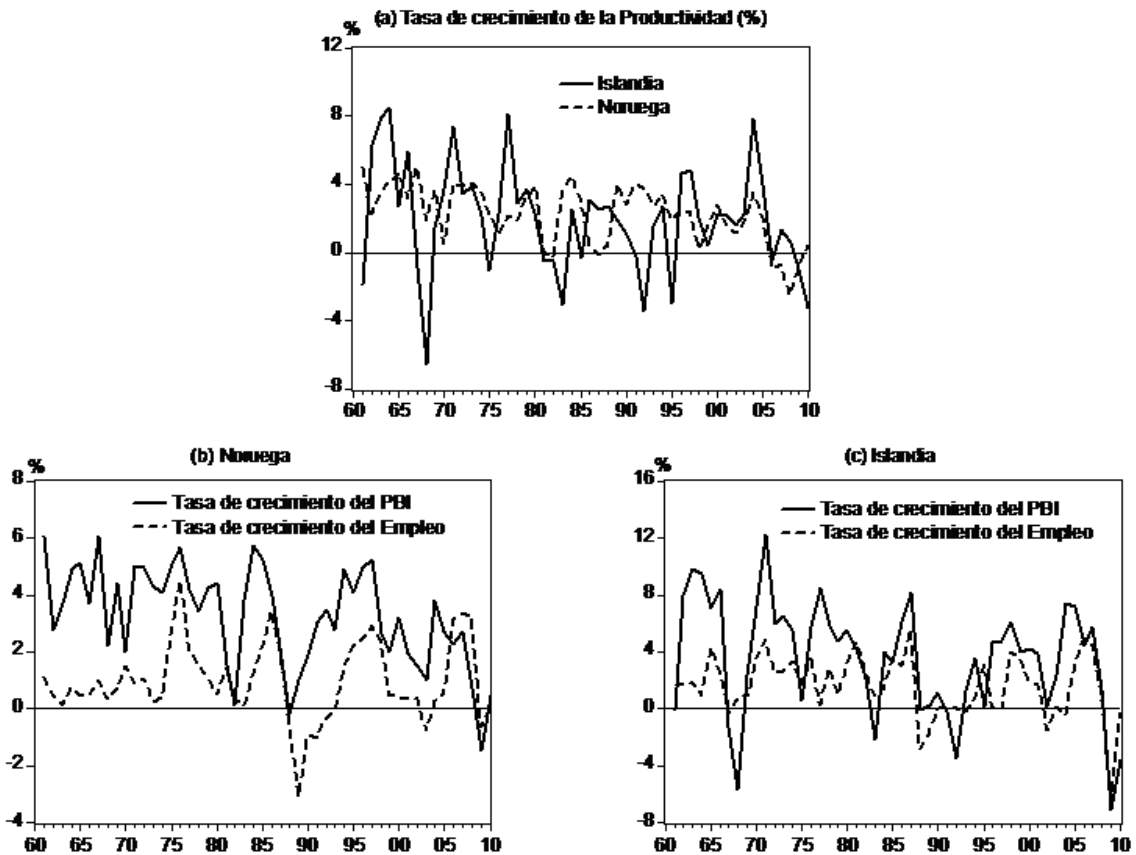 (a) Tasa de crecimiento de la Productividad (%)
%
12
8
4
0
-4
-8
Islandia
Noruega
60 65 70 75 80 85 90 95 00 05 10
(b) Noruega
%
8
6
4
2
0
-2
-4
Tasa de crecimiento del PBI
Tasa de crecimiento del Empleo
60 65 70 75 80 85 90 95 00 05 10
(c) Islandia
%
16
12
8
4
0
-4
-8
Tasa de crecimiento del PBI
Tasa de crecimiento del Empleo
60 65 70 75 80 85 90 95 00 05 10